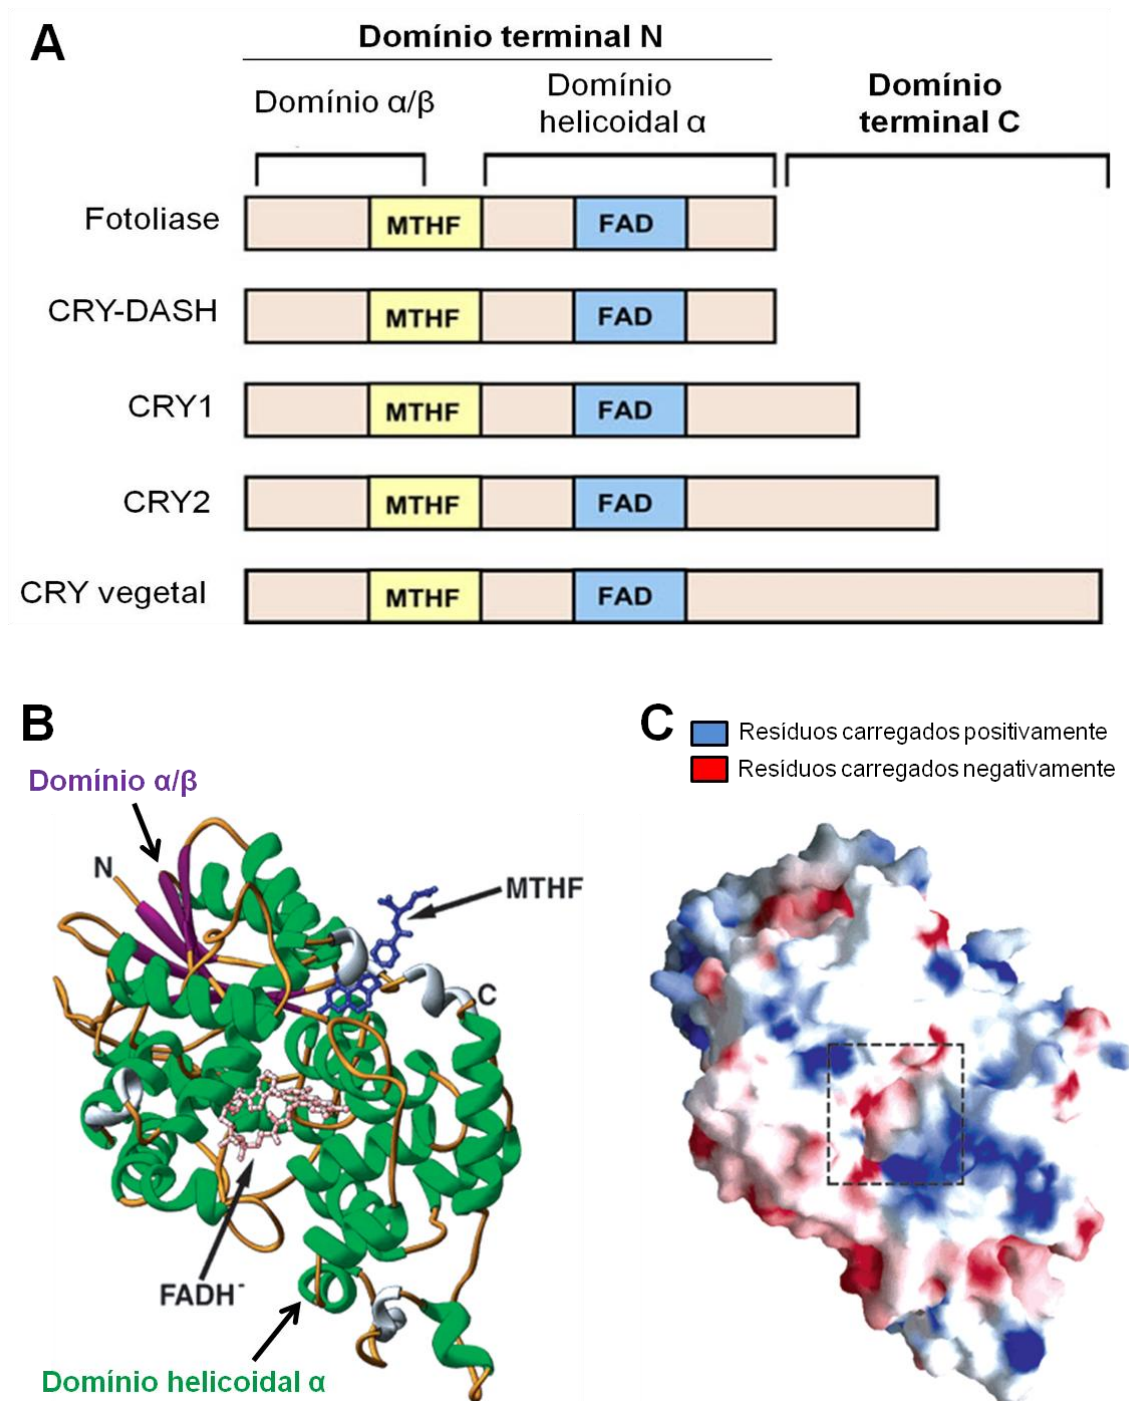 A
Domínio terminal N
Domínio α/β
Domínio
helicoidal α
Domínio
terminal C
Fotoliase
MTHF
FAD
CRY-DASH
MTHF
FAD
CRY1
MTHF
FAD
CRY2
MTHF
FAD
CRY vegetal
MTHF
FAD
B
Domínio α/β
N
MTHF
C
FADH⁻
Domínio helicoidal α
C
Resíduos carregados positivamente
Resíduos carregados negativamente